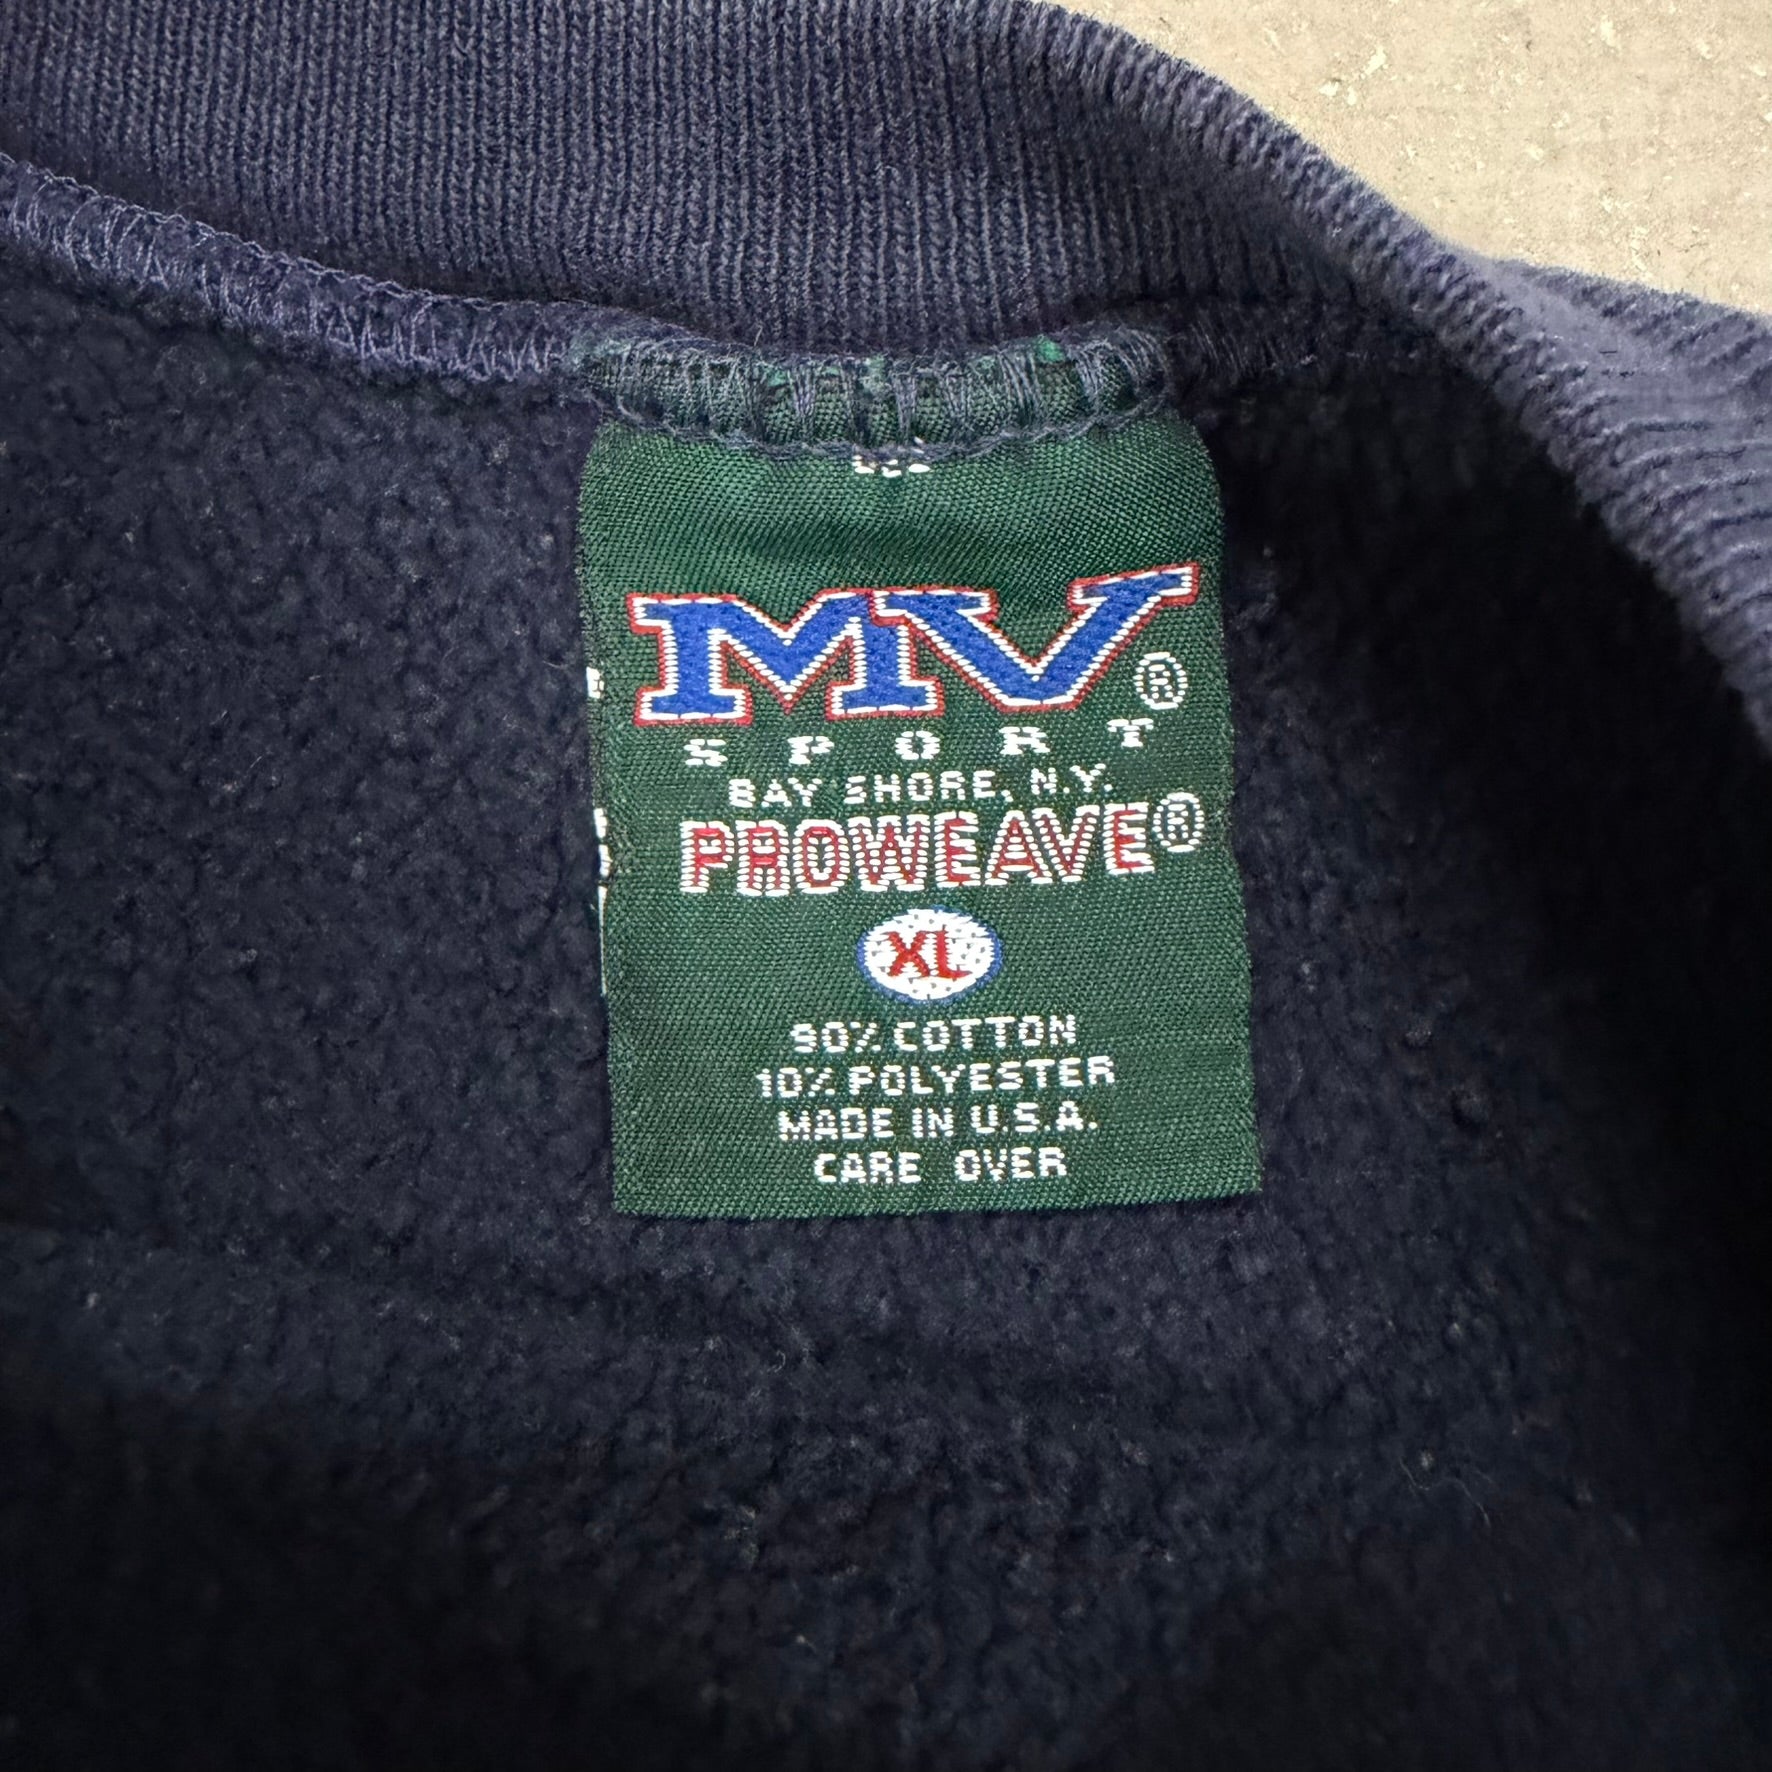 MV®
SPORT
BAY SHORE, N.Y.
PROWEAVE®
XL
90% COTTON
10% POLYESTER
MADE IN U.S.A.
CARE OVER